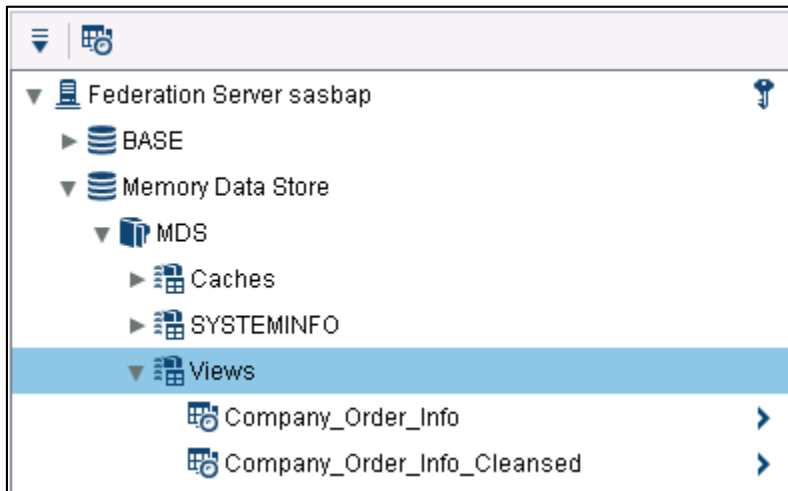 Federation Server sasbap
BASE
Memory Data Store
MDS
Caches
SYSTEMINFO
Views
Company_Order_Info
Company_Order_Info_Cleansed